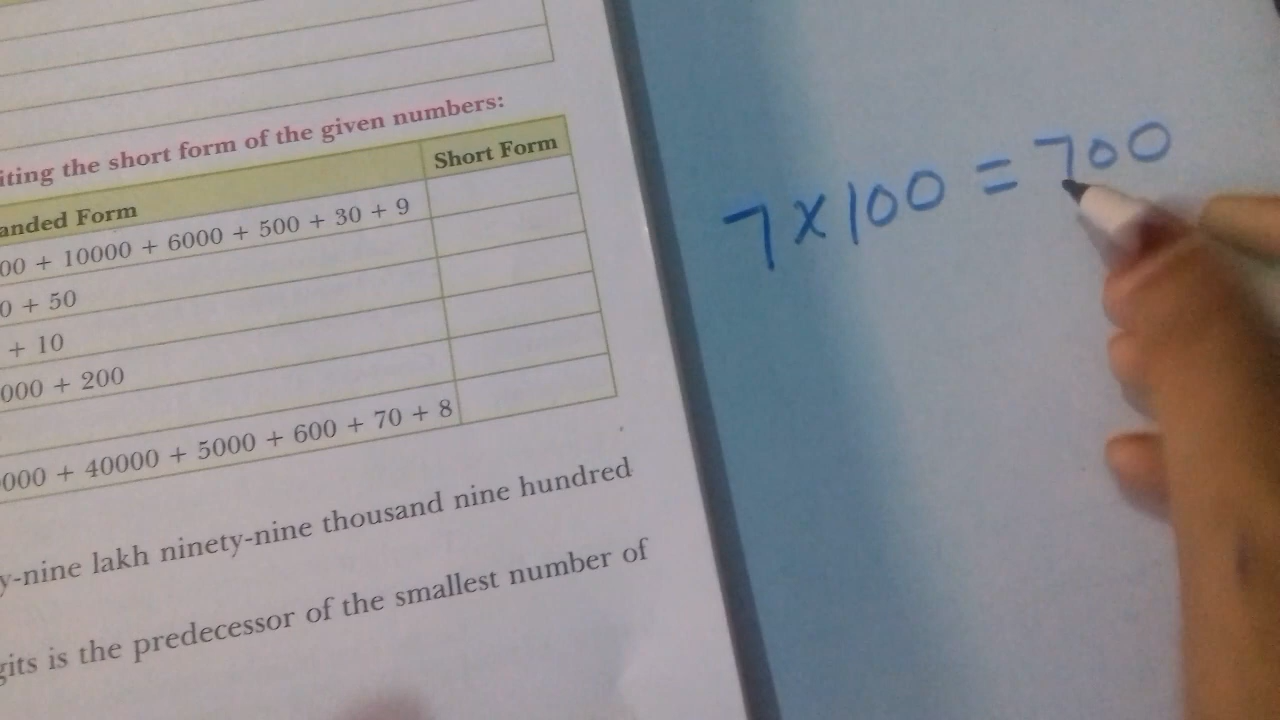 iting the short form of the given numbers:
anded Form Short Form
00 + 10000 + 6000 + 500 + 30 + 9
0 + 50
+ 10
000 + 200
000 + 40000 + 5000 + 600 + 70 + 8
y-nine lakh ninety-nine thousand nine hundred
gits is the predecessor of the smallest number of
7 × 100 = 700